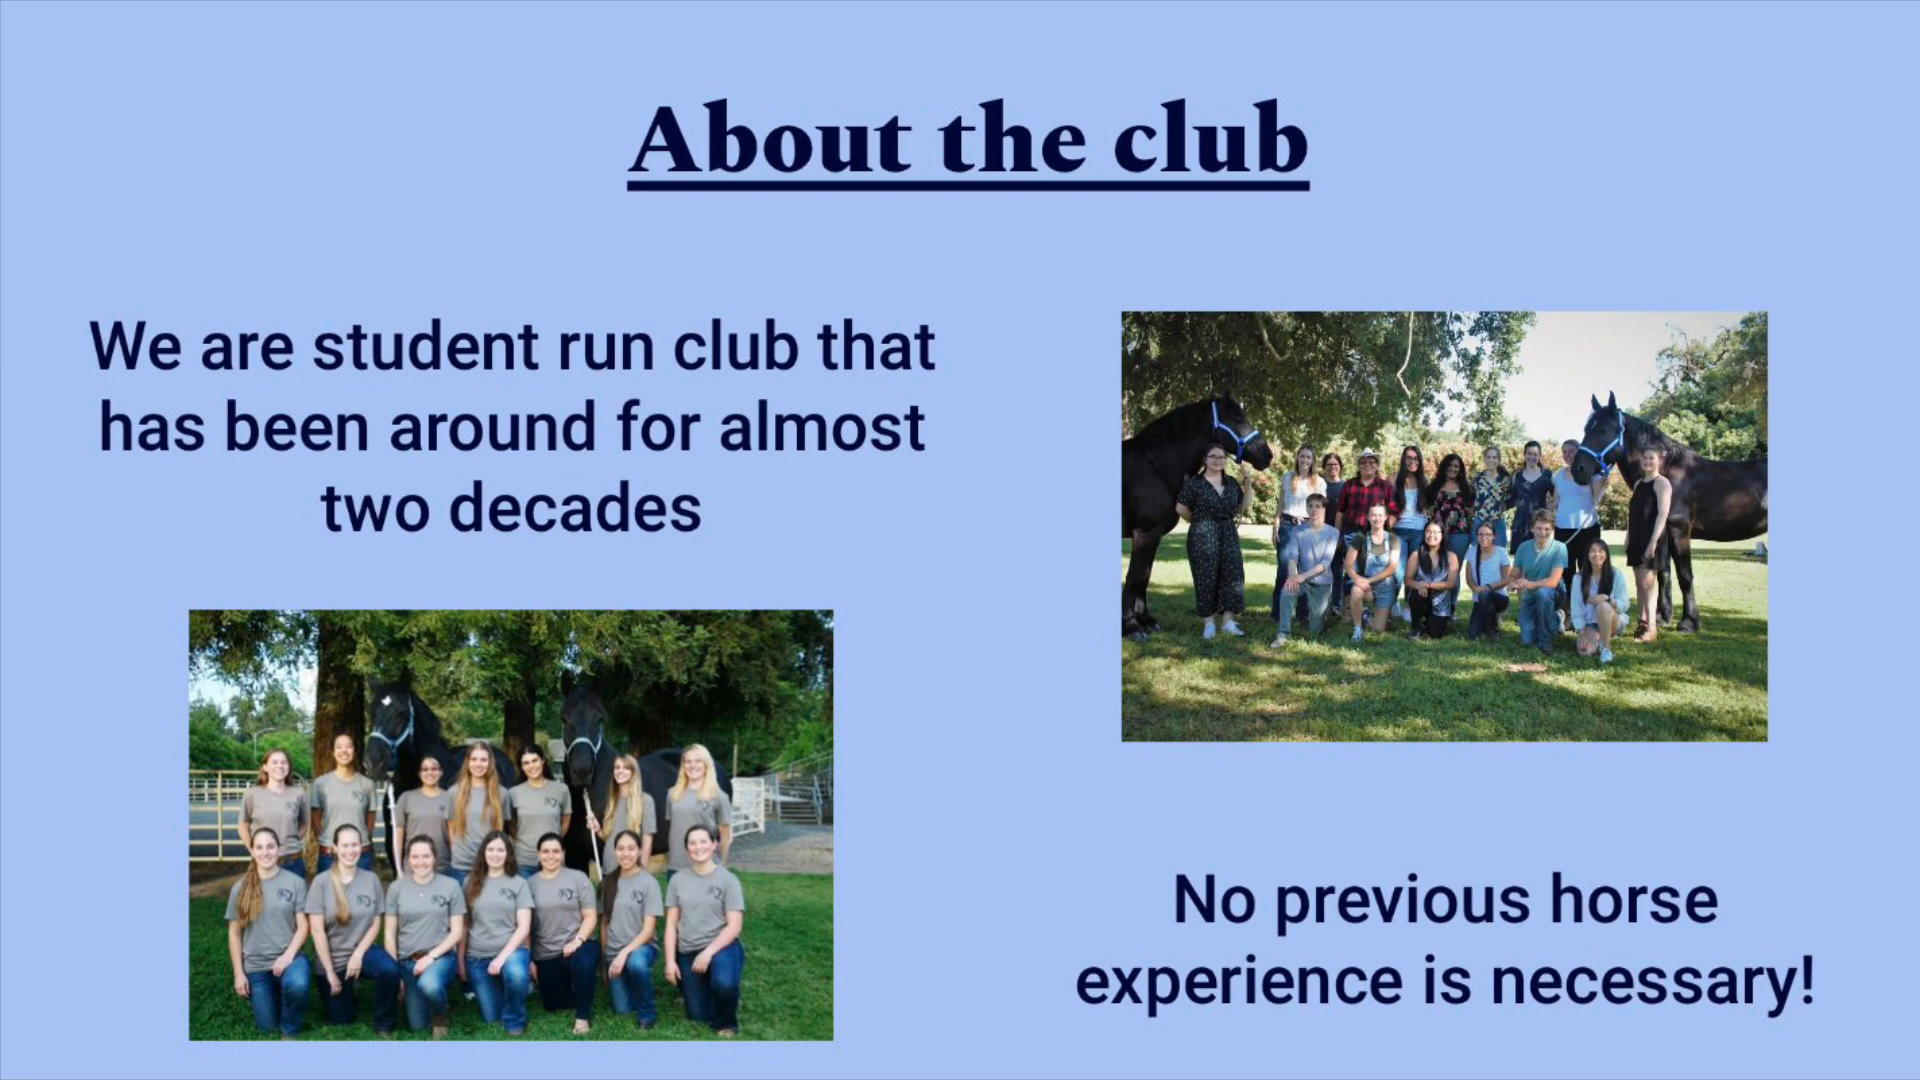 About the club
We are student run club that
has been around for almost
two decades
No previous horse
experience is necessary!